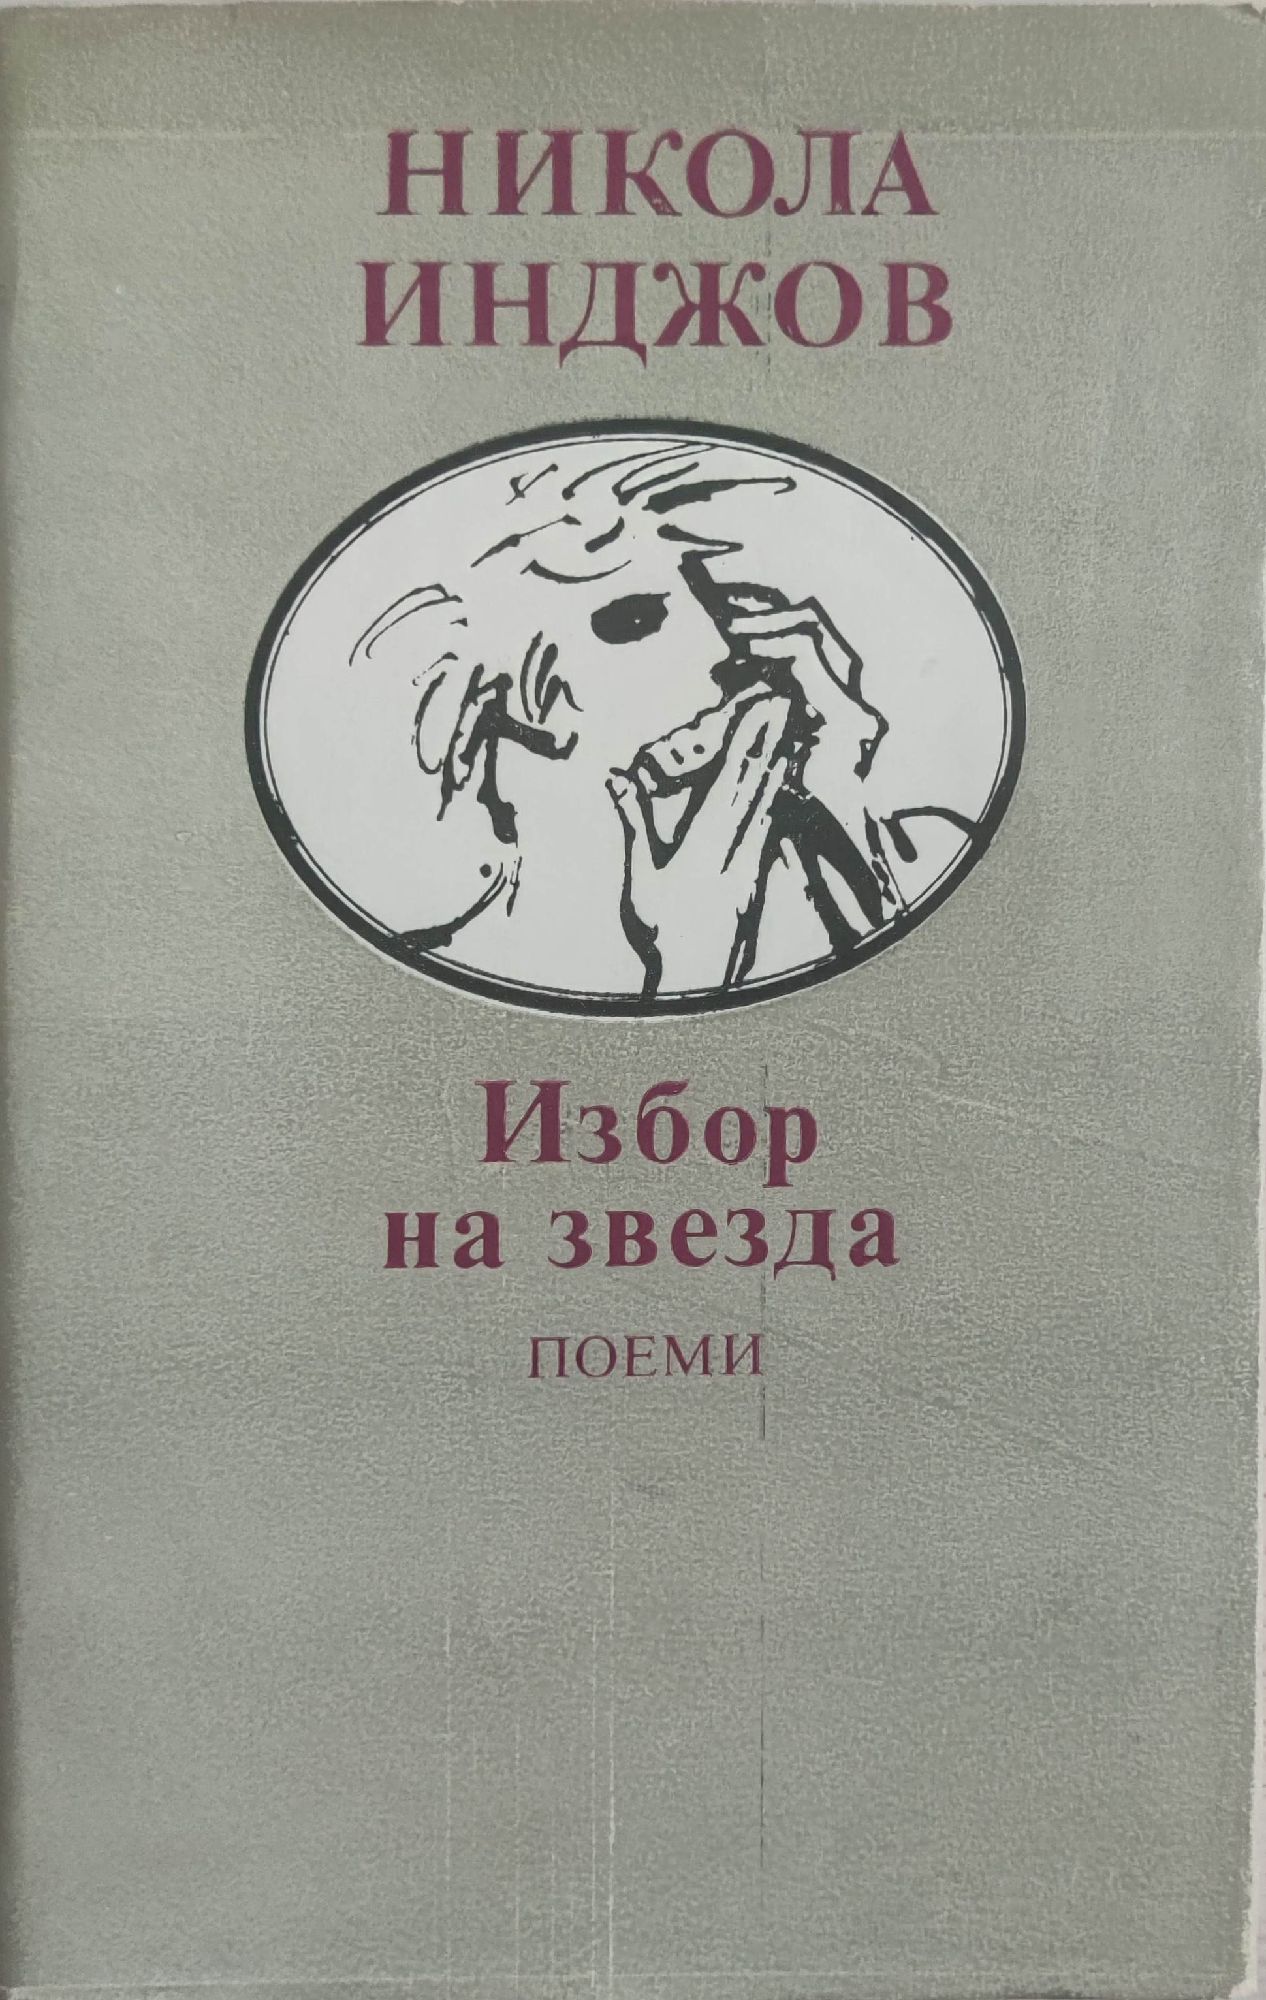 НИКОЛА
ИНДЖОВ
Избор
на звезда
ПОЕМИ